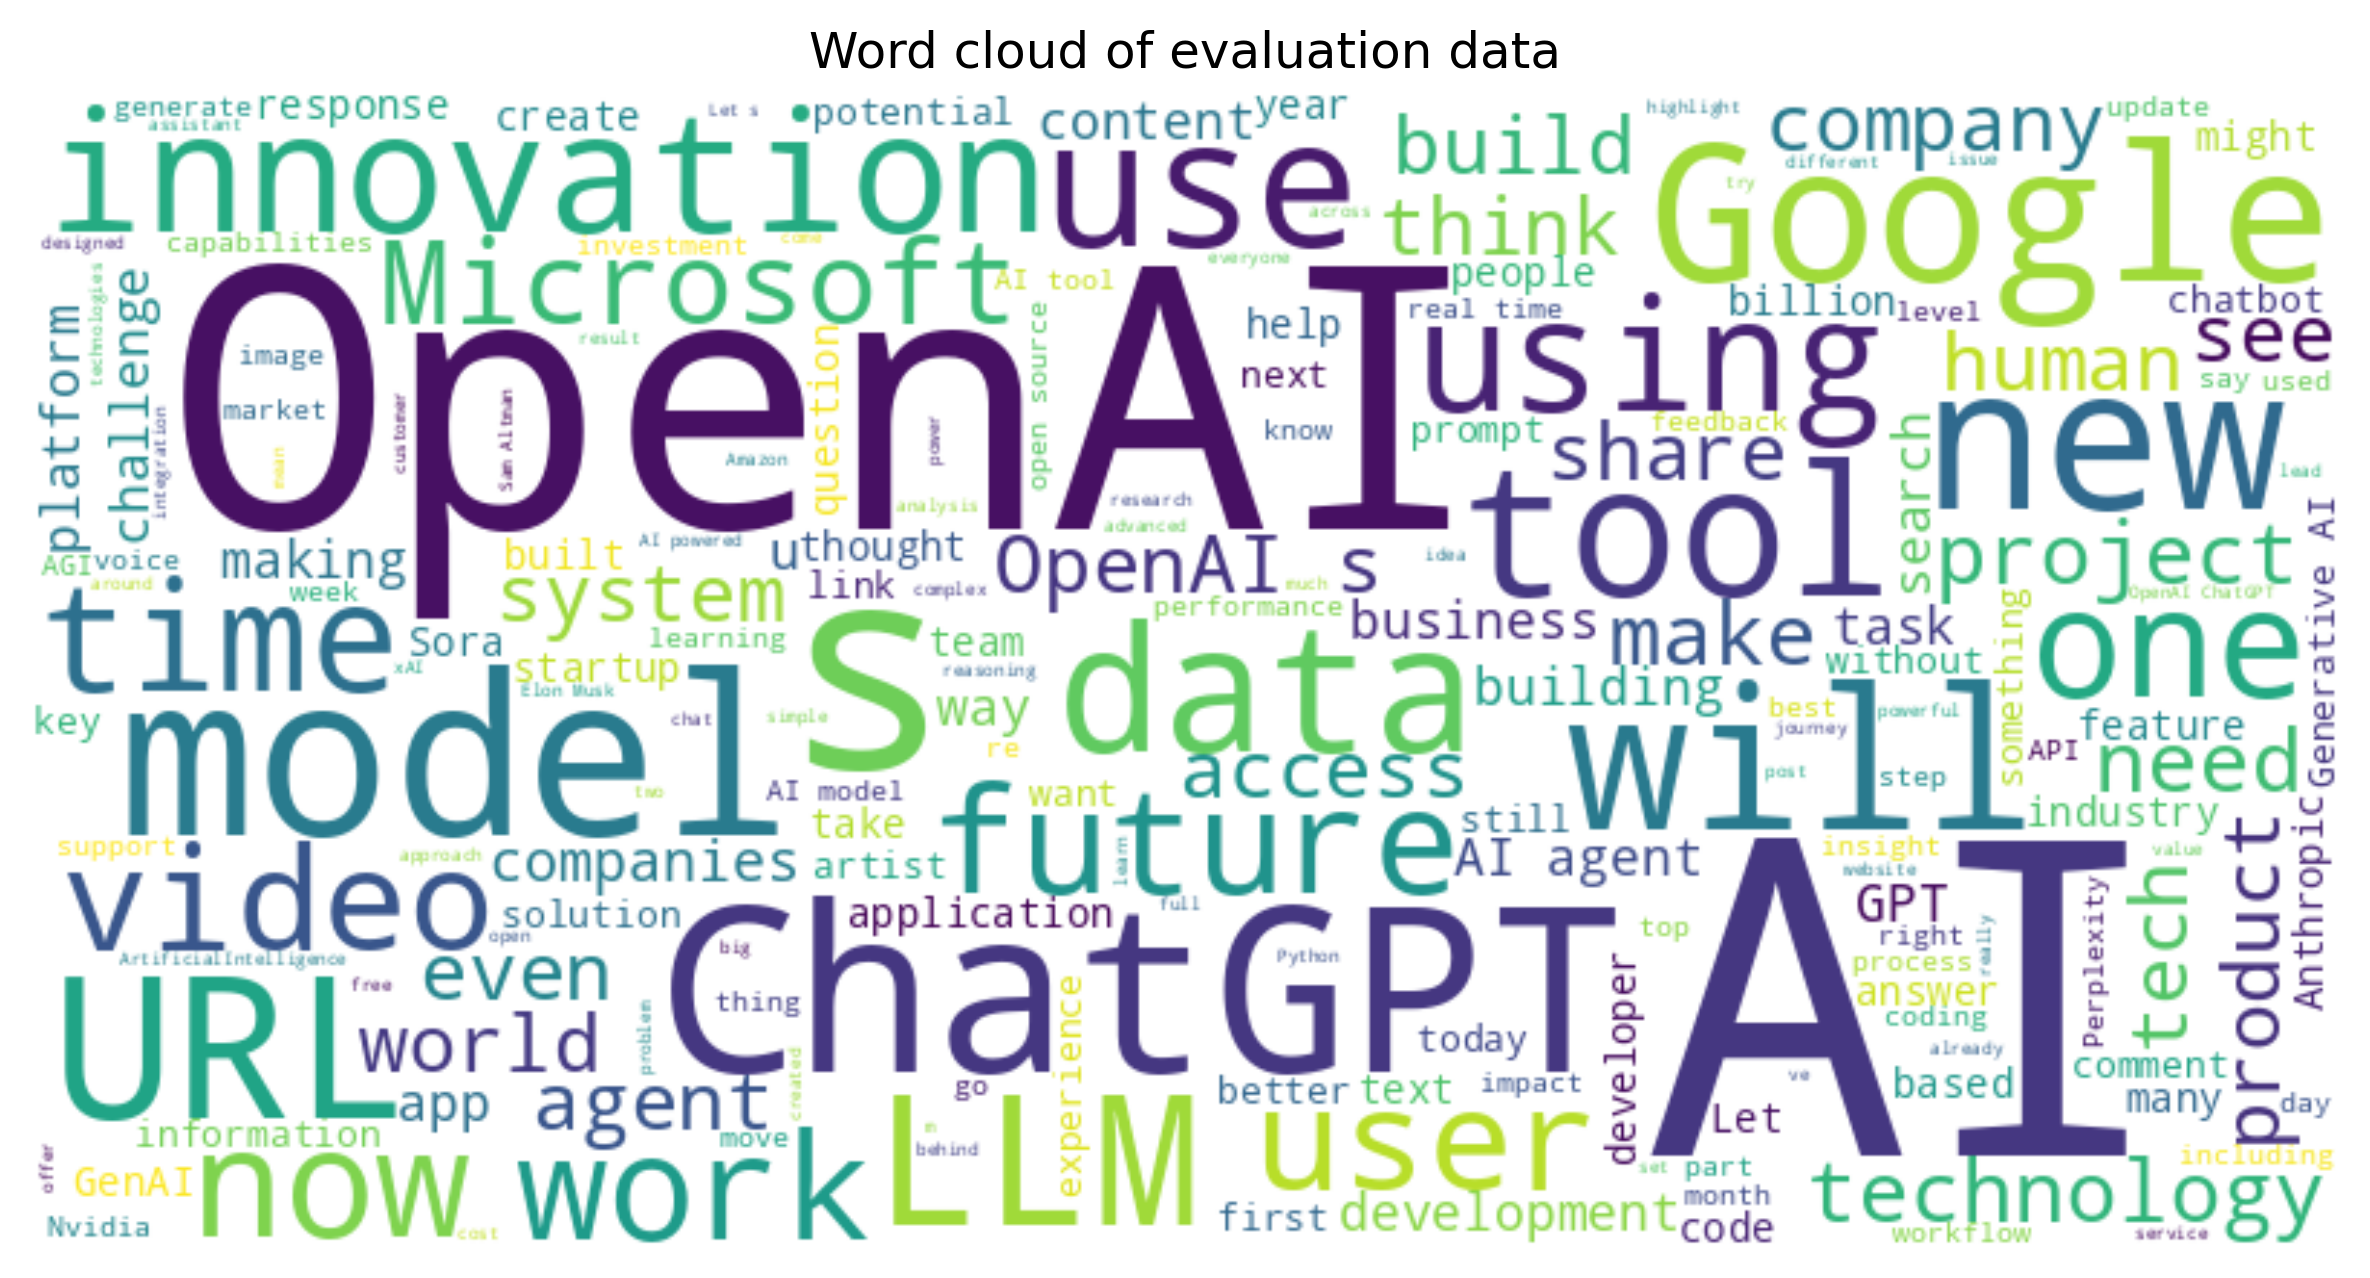 Word cloud of evaluation data
generate response create Let s potential content year highlight company update
assistant innovation use build different issue might
designed capabilities Microsoft investment come across think try Google
platform technologies challenge OpenAI AI tool everyone people real time billion level chatbot
image result question open source help using human see
market customer Sam Altman Amazon power next know prompt feedback say used
mean integration analysis research advanced share tool search new lead
AGI voice making built AI powered u thought OpenAI s idea project Generative AI
around week system link complex much OpenAI ChatGPT
time Sora learning S team performance business make task something one
xAI startup Elon Musk reasoning data building without
key model chat simple way re best journey powerful feature
two AI model want access will post step API need
support approach take future still industry product Anthropic
video companies artist learn AI agent AI insight website value
solution application full GPT tech
open ArtificialIntelligence even ChatGPT big Python top right really Perplexity
URL free world problem thing experience today developer process answer coding
app agent created go better text impact already ve based comment many day
information move LLM m behind user Let including
offer GenAI now work set part technology
Nvidia cost first development month code workflow service